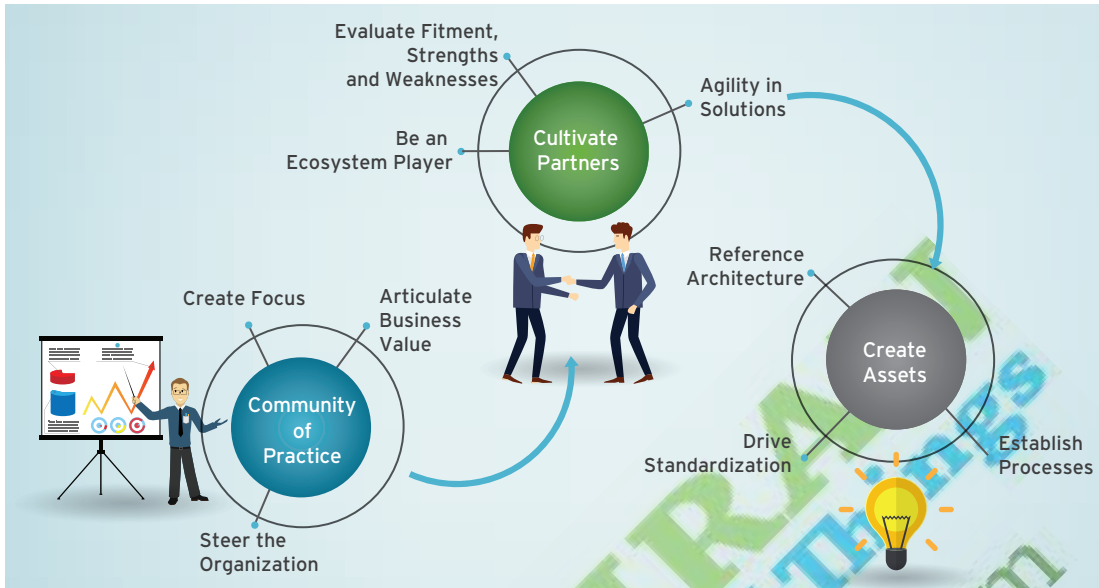 Evaluate Fitment,
Strengths
and Weaknesses
Be an
Ecosystem Player
Cultivate
Partners
Agility in
Solutions
Create Focus
Articulate
Business
Value
Community
of
Practice
Steer the
Organization
Reference
Architecture
Create
Assets
Drive
Standardization
Establish
Processes